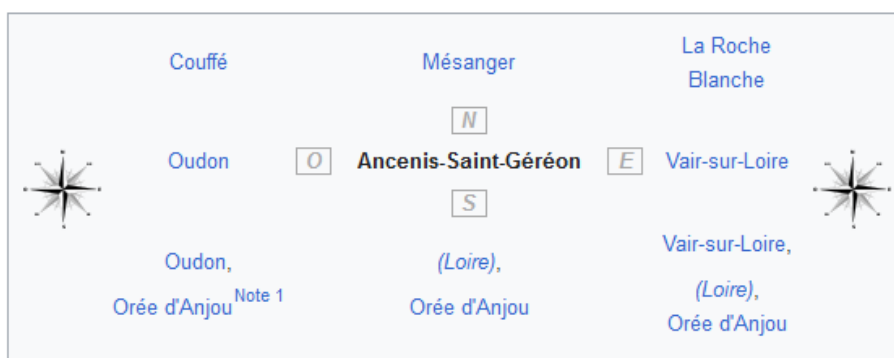 Couffé Mésanger La Roche
Blanche
N
Oudon O Ancenis-Saint-Géréon E Vair-sur-Loire
S
Oudon, (Loire), Vair-sur-Loire,
Orée d'Anjou Note 1 Orée d'Anjou (Loire),
Orée d'Anjou